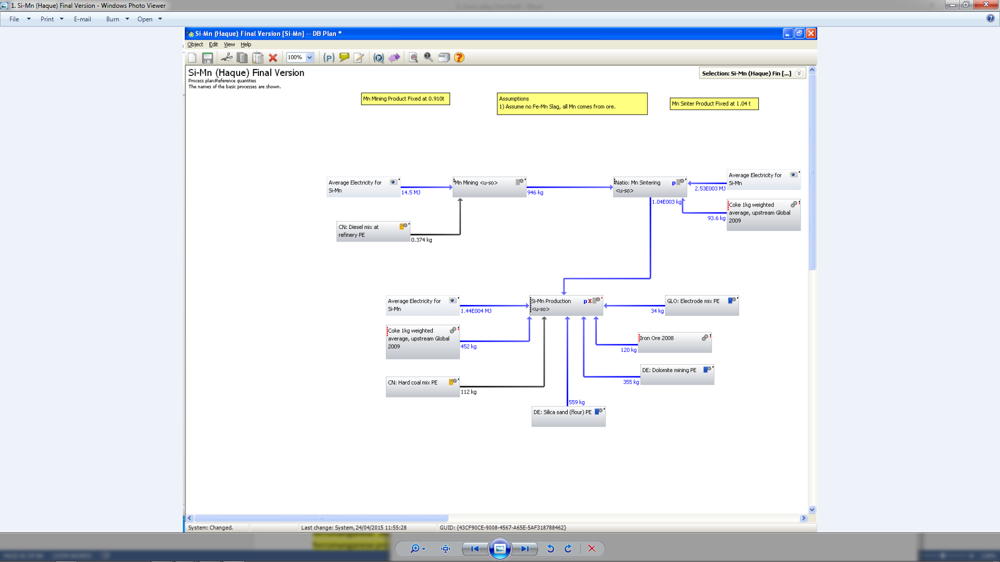 1. Si-Mn (Haque) Final Version - Windows Photo Viewer
File Print E-mail Burn Open
Si-Mn (Haque) Final Version [Si-Mn] -- DB Plan *
Object Edit View Help
100%
Si-Mn (Haque) Final Version
Process plan:Reference quantities
The names of the basic processes are shown.
Selection: Si-Mn (Haque) Fin [...]
Mn Mining Product Fixed at 0.910t
Assumptions
1) Assume no Fe-Mn Slag, all Mn comes from ore.
Mn Sinter Product Fixed at 1.04 t
Average Electricity for
Si-Mn
14.5 MJ
Mn Mining <u-so>
946 kg
Natio: Mn Sintering
<u-so>
p
1.04E003 kg
Average Electricity for
Si-Mn
2.53E003 MJ
Coke 1kg weighted
average, upstream Global
2009
93.6 kg
CN: Diesel mix at
refinery PE
0.374 kg
Average Electricity for
Si-Mn
1.44E004 MJ
Si-Mn Production
<u-so>
p X
GLO: Electrode mix PE
34 kg
Coke 1kg weighted
average, upstream Global
2009
452 kg
Iron Ore 2008
120 kg
DE: Dolomite mining PE
355 kg
CN: Hard coal mix PE
112 kg
559 kg
DE: Silica sand (flour) PE
System: Changed.
Last change: System, 24/04/2015 11:55:28
GUID: {43CF90CE-9008-4567-A65E-5AF318788462}